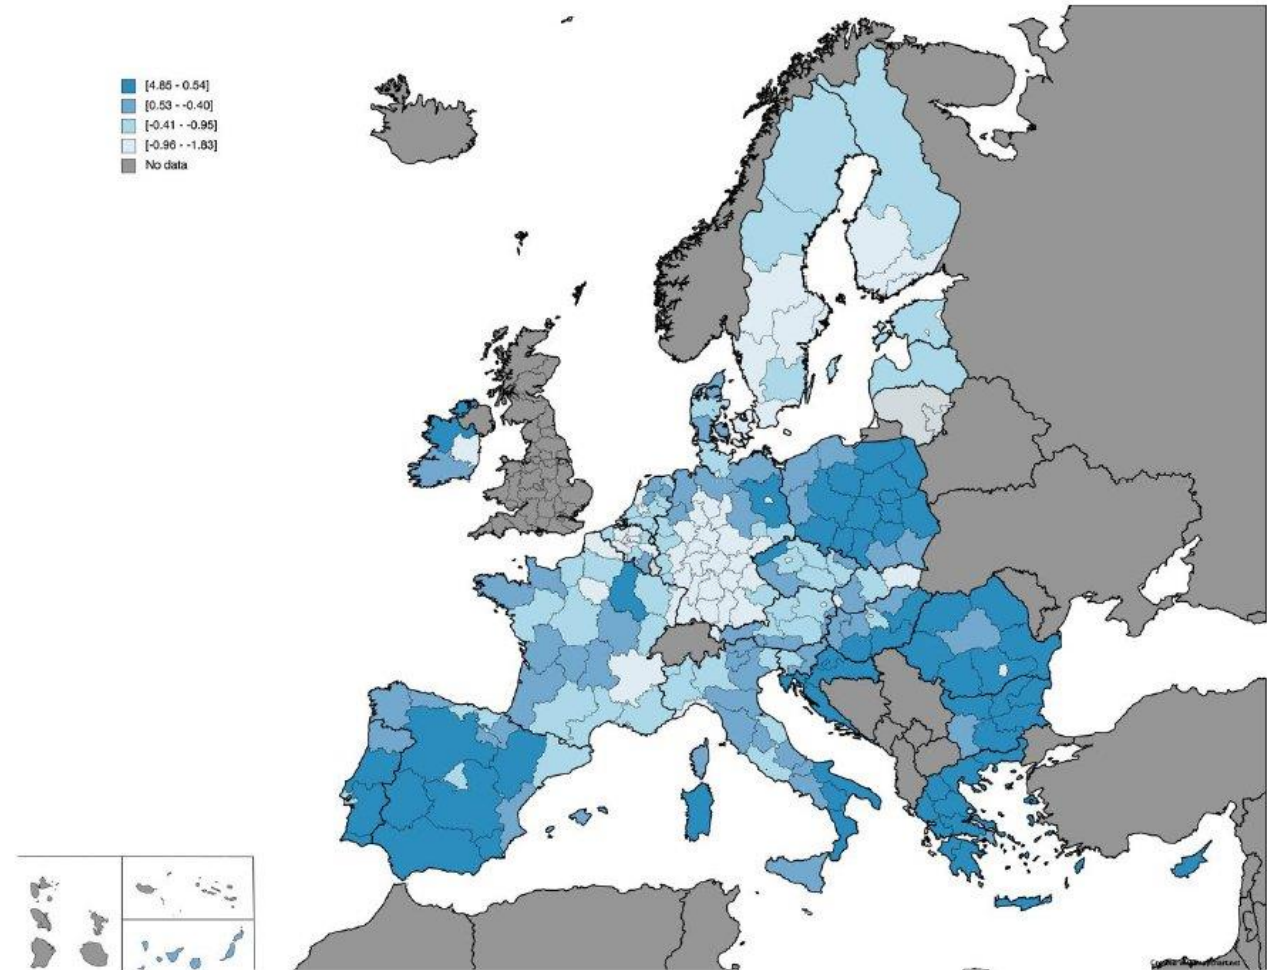 [4.85 - 0.54]
[0.53 - -0.40]
[-0.41 - -0.95]
[-0.96 - -1.83]
No data